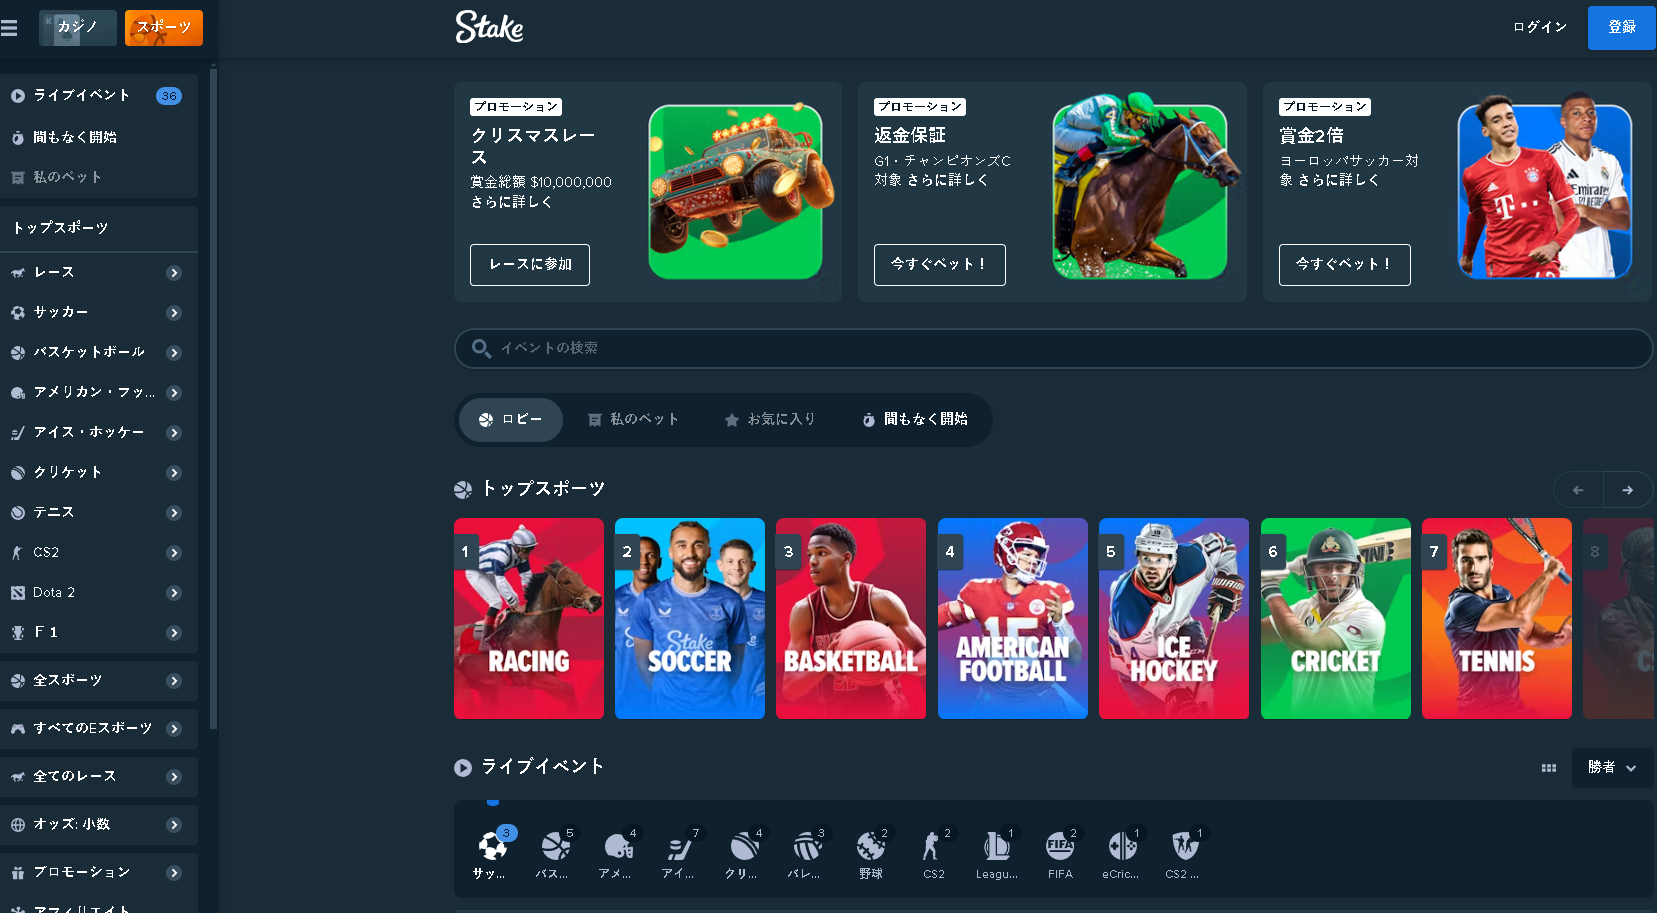 カジノ
スポーツ
Stake
ログイン
登録
ライブイベント
36
間もなく開始
私のベット
トップスポーツ
レース
サッカー
バスケットボール
アメリカン・フッ...
アイス・ホッケー
クリケット
テニス
CS2
Dota 2
F 1
全スポーツ
すべてのEスポーツ
全てのレース
オッズ: 小数
プロモーション
アフィリエイト
プロモーション
クリスマスレー
ス
賞金総額 $10,000,000
さらに詳しく
レースに参加
プロモーション
返金保証
G1・チャンピオンズC
対象 さらに詳しく
今すぐベット！
プロモーション
賞金2倍
ヨーロッパサッカー対
象 さらに詳しく
今すぐベット！
イベントの検索
ロビー
私のベット
お気に入り
間もなく開始
トップスポーツ
1
RACING
2
Stake
SOCCER
3
BASKETBALL
4
15
AMERICAN
FOOTBALL
5
ICE
HOCKEY
6
CRICKET
7
TENNIS
8
ライブイベント
勝者
3
サッ...
5
バス...
4
アメ...
7
アイ...
4
クリ...
3
バレ...
2
野球
2
CS2
1
Leagu...
2
FIFA
FIFA
1
eCric...
1
CS2 ...